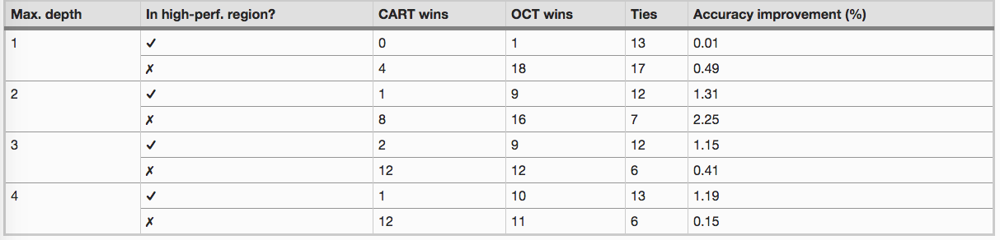 Max. depth In high-perf. region? CART wins OCT wins Ties Accuracy improvement (%)
1 ✔ 0 1 13 0.01
✗ 4 18 17 0.49
2 ✔ 1 9 12 1.31
✗ 8 16 7 2.25
3 ✔ 2 9 12 1.15
✗ 12 12 6 0.41
4 ✔ 1 10 13 1.19
✗ 12 11 6 0.15